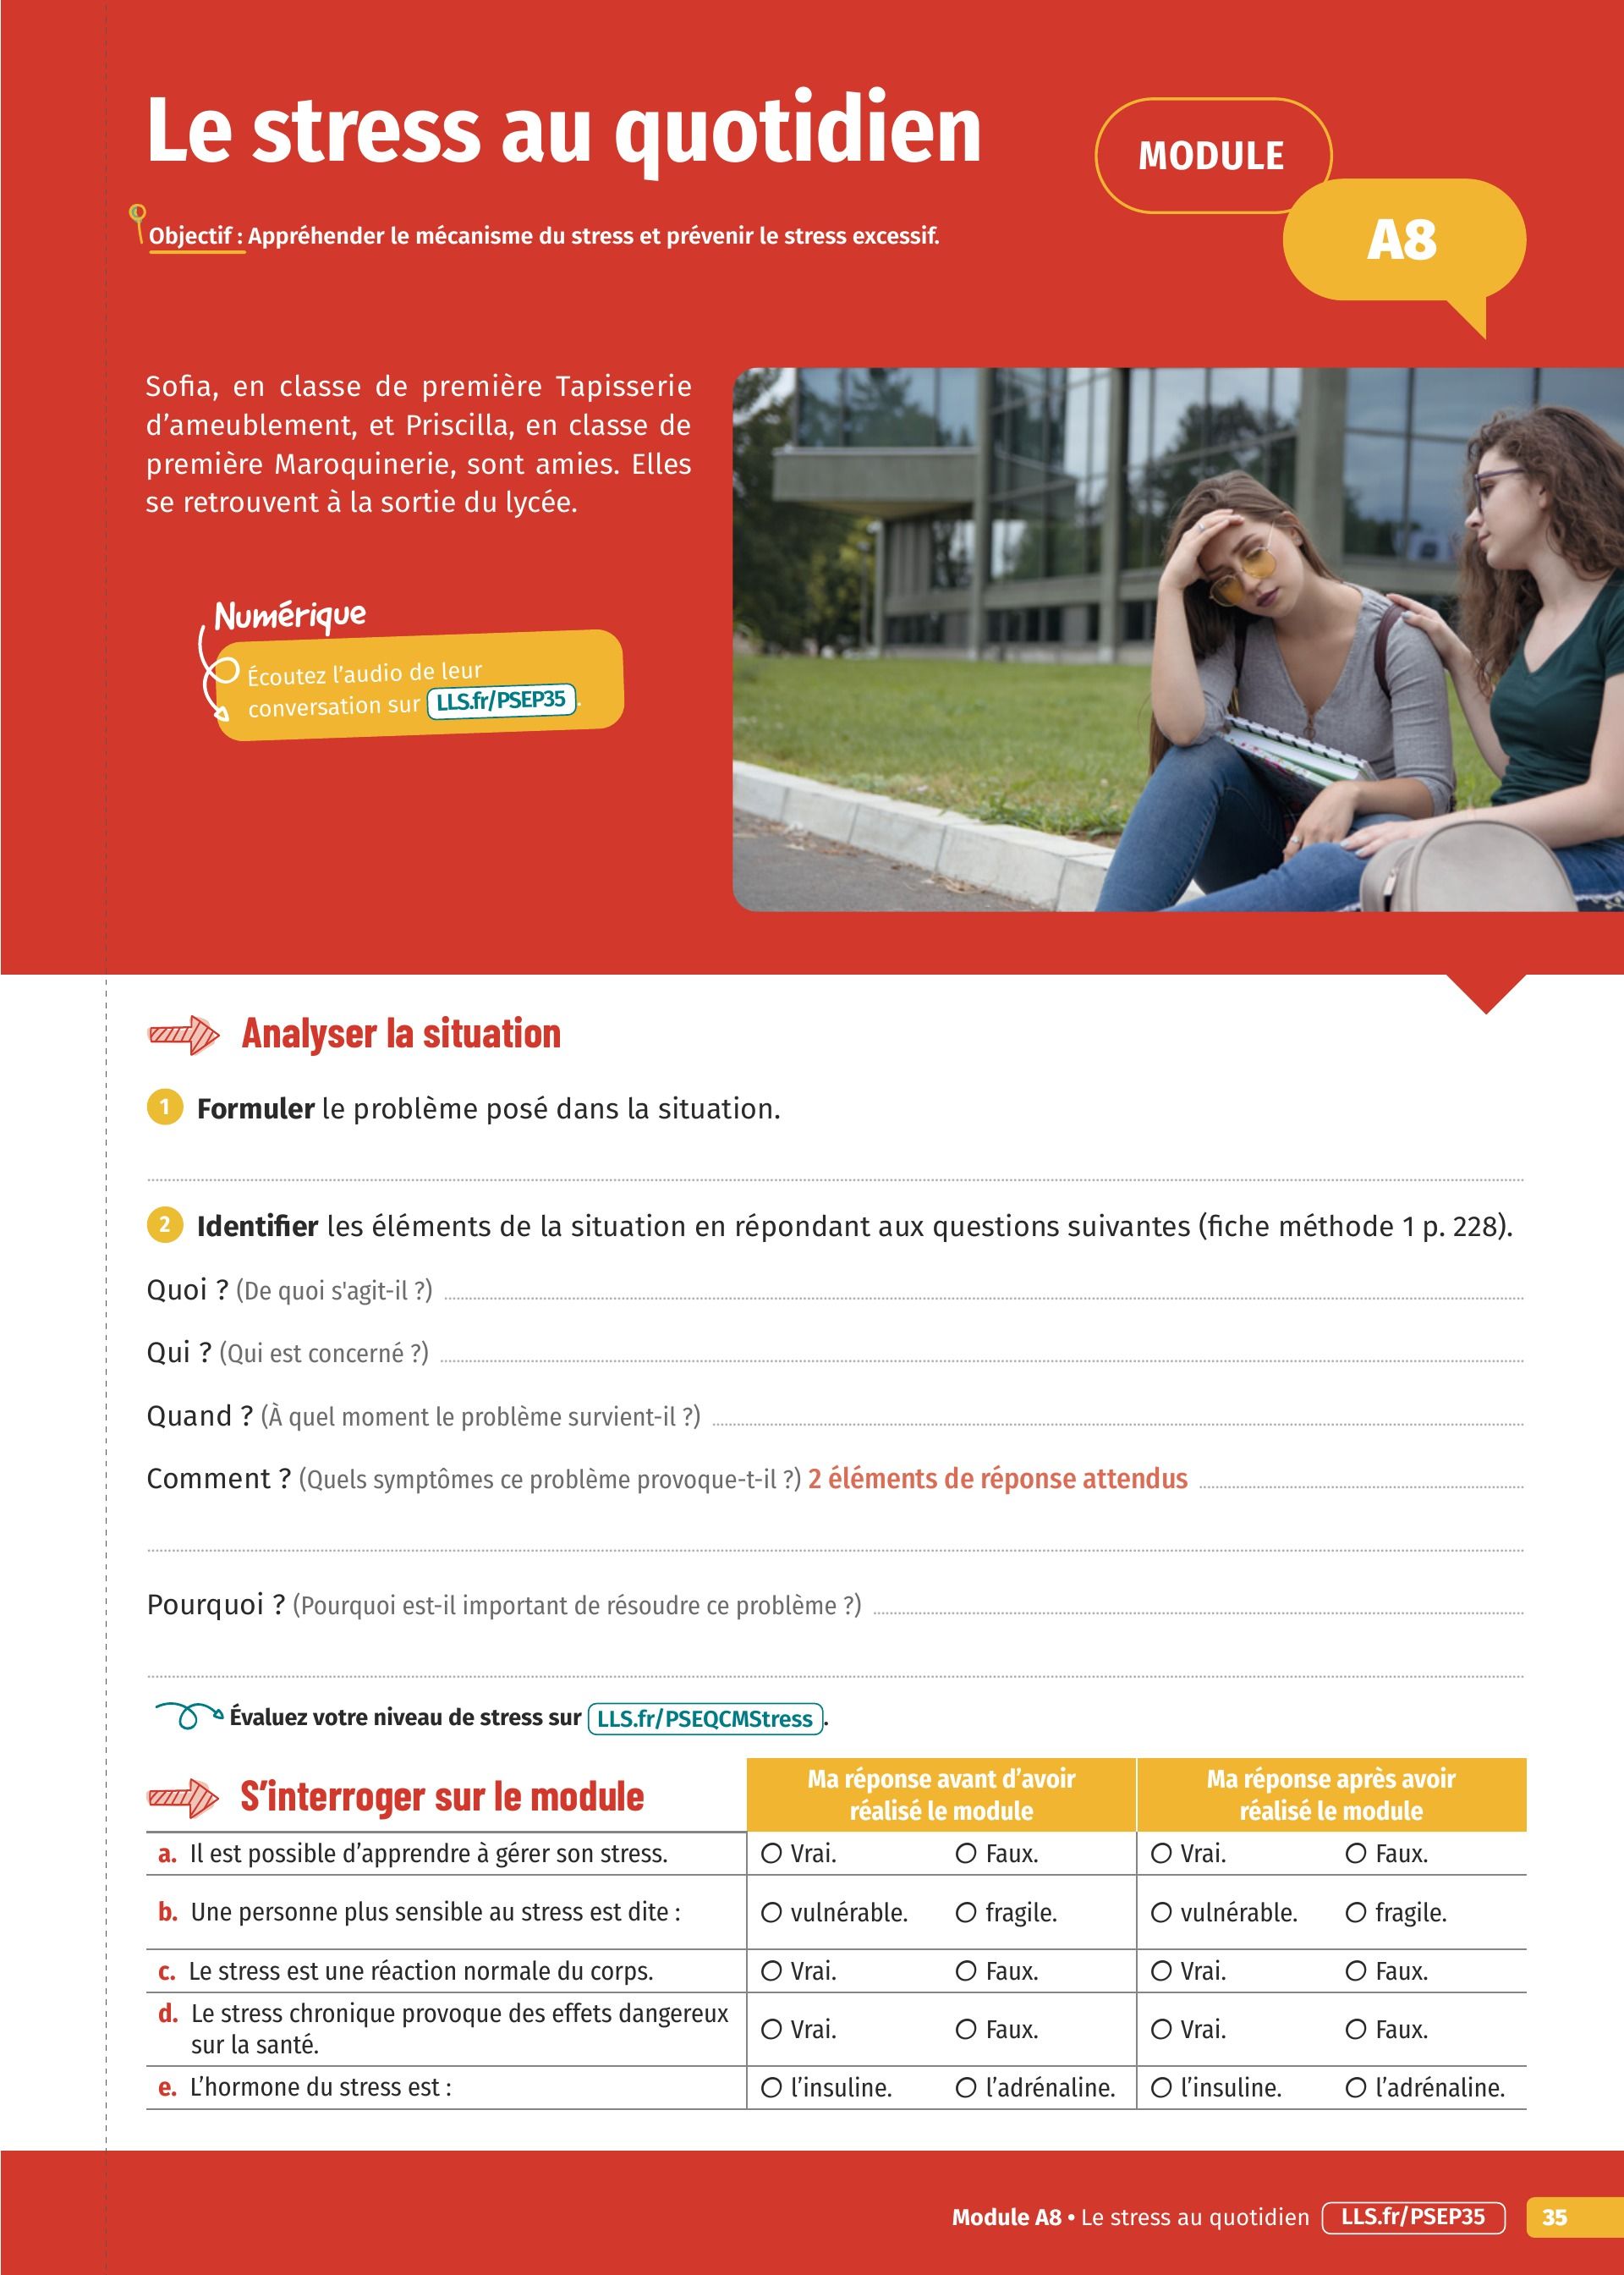 Le stress au quotidien
MODULE
A8
Objectif : Appréhender le mécanisme du stress et prévenir le stress excessif.
Sofia, en classe de première Tapisserie
d’ameublement, et Priscilla, en classe de
première Maroquinerie, sont amies. Elles
se retrouvent à la sortie du lycée.
Numérique
Écoutez l’audio de leur
conversation sur LLS.fr/PSEP35.
Analyser la situation
1 Formuler le problème posé dans la situation.
2 Identifier les éléments de la situation en répondant aux questions suivantes (fiche méthode 1 p. 228).
Quoi ? (De quoi s'agit-il ?)
Qui ? (Qui est concerné ?)
Quand ? (À quel moment le problème survient-il ?)
Comment ? (Quels symptômes ce problème provoque-t-il ?) 2 éléments de réponse attendus
Pourquoi ? (Pourquoi est-il important de résoudre ce problème ?)
Évaluez votre niveau de stress sur LLS.fr/PSEQCMStress.
S’interroger sur le module
Ma réponse avant d’avoir
réalisé le module
Ma réponse après avoir
réalisé le module
a. Il est possible d’apprendre à gérer son stress. Vrai. Faux. Vrai. Faux.
b. Une personne plus sensible au stress est dite : vulnérable. fragile. vulnérable. fragile.
c. Le stress est une réaction normale du corps. Vrai. Faux. Vrai. Faux.
d. Le stress chronique provoque des effets dangereux
sur la santé. Vrai. Faux. Vrai. Faux.
e. L’hormone du stress est : l’insuline. l’adrénaline. l’insuline. l’adrénaline.
Module A8 • Le stress au quotidien LLS.fr/PSEP35 35